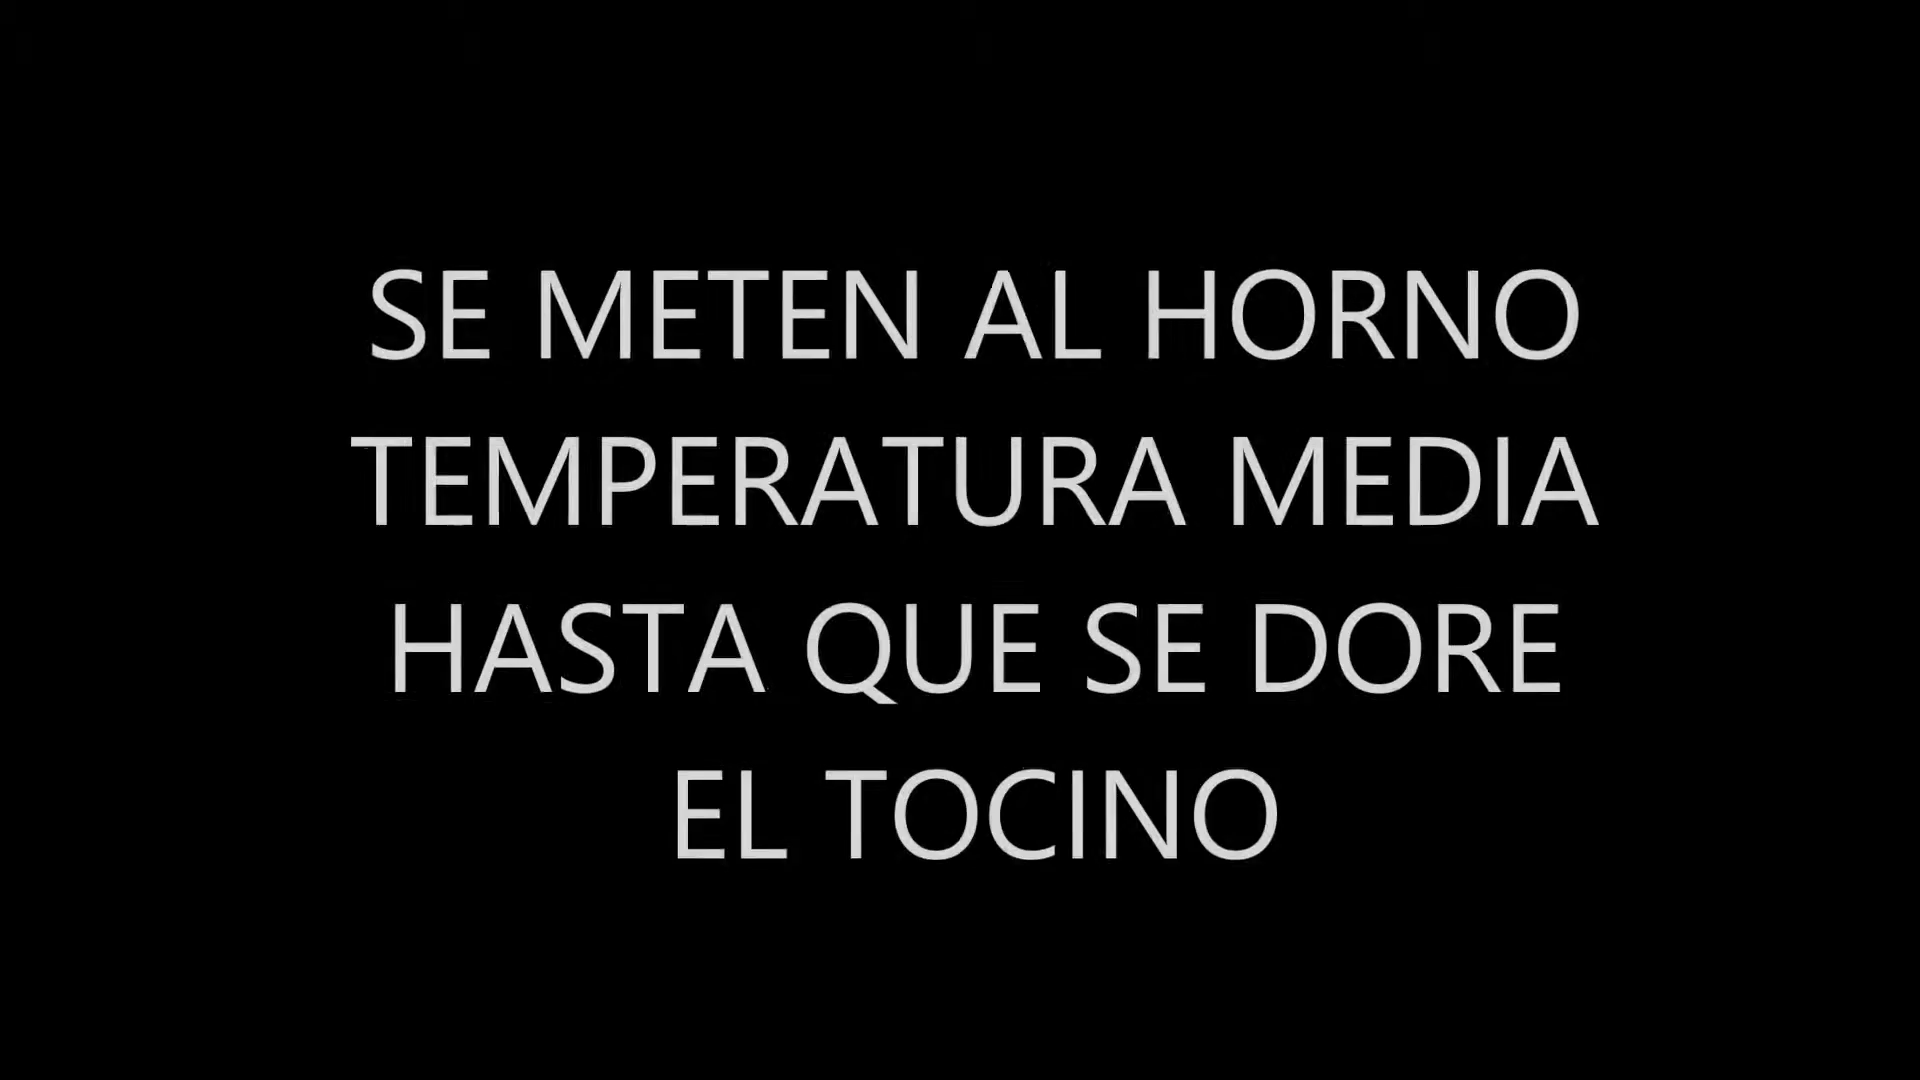 SE METEN AL HORNO
TEMPERATURA MEDIA
HASTA QUE SE DORE
EL TOCINO